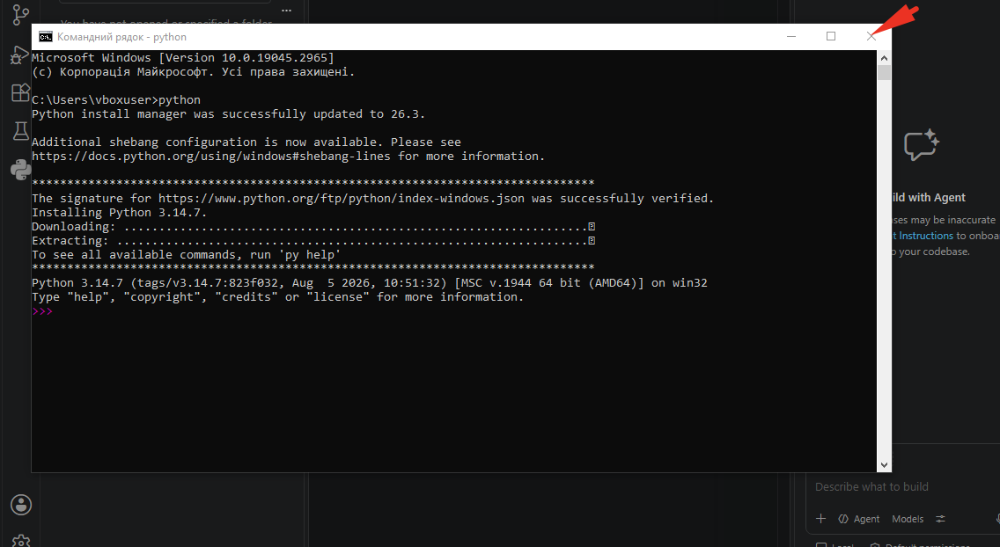 ...
You have not opened or specified a folder
Командний рядок - python
Microsoft Windows [Version 10.0.19045.2965]
(c) Корпорація Майкрософт. Усі права захищені.
C:\Users\vboxuser>python
Python install manager was successfully updated to 26.3.
Additional shebang configuration is now available. Please see
https://docs.python.org/using/windows#shebang-lines for more information.
********************************************************************************
The signature for https://www.python.org/ftp/python/index-windows.json was successfully verified.
Installing Python 3.14.7.
Downloading: ..................................................................
Extracting: ...................................................................
To see all available commands, run 'py help'
********************************************************************************
Python 3.14.7 (tags/v3.14.7:823f032, Aug  5 2026, 10:51:32) [MSC v.1944 64 bit (AMD64)] on win32
Type "help", "copyright", "credits" or "license" for more information.
>>>
ild with Agent
ses may be inaccurate
t Instructions to onboa
o your codebase.
Describe what to build
Agent Models
Default permissions